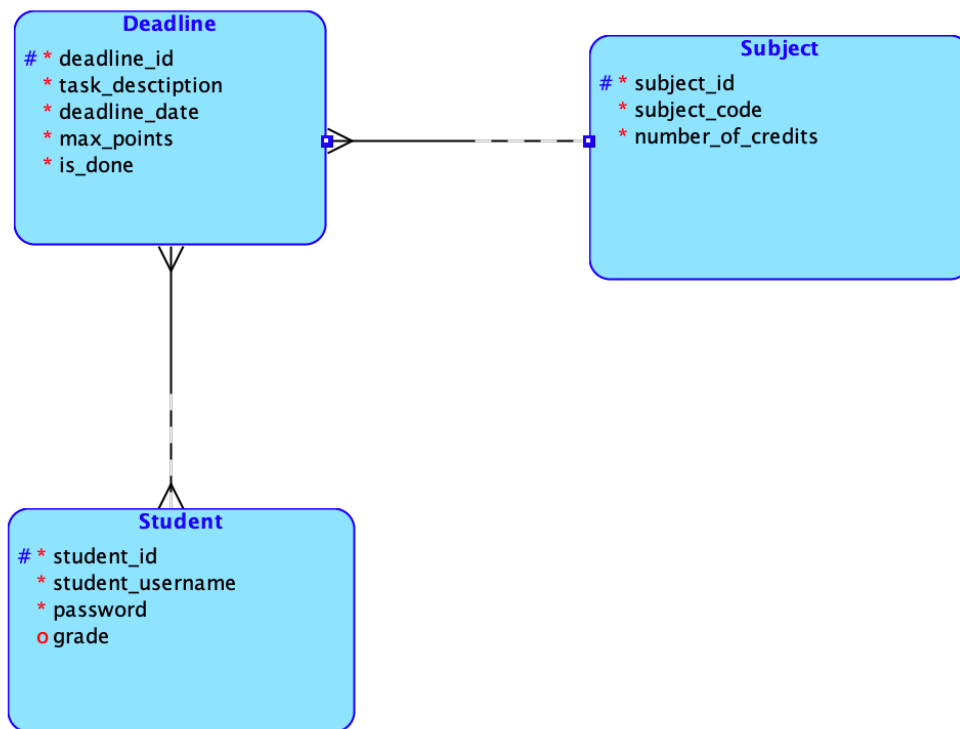 Deadline
# * deadline_id
* task_desctiption
* deadline_date
* max_points
* is_done
Subject
# * subject_id
* subject_code
* number_of_credits
Student
# * student_id
* student_username
* password
o grade